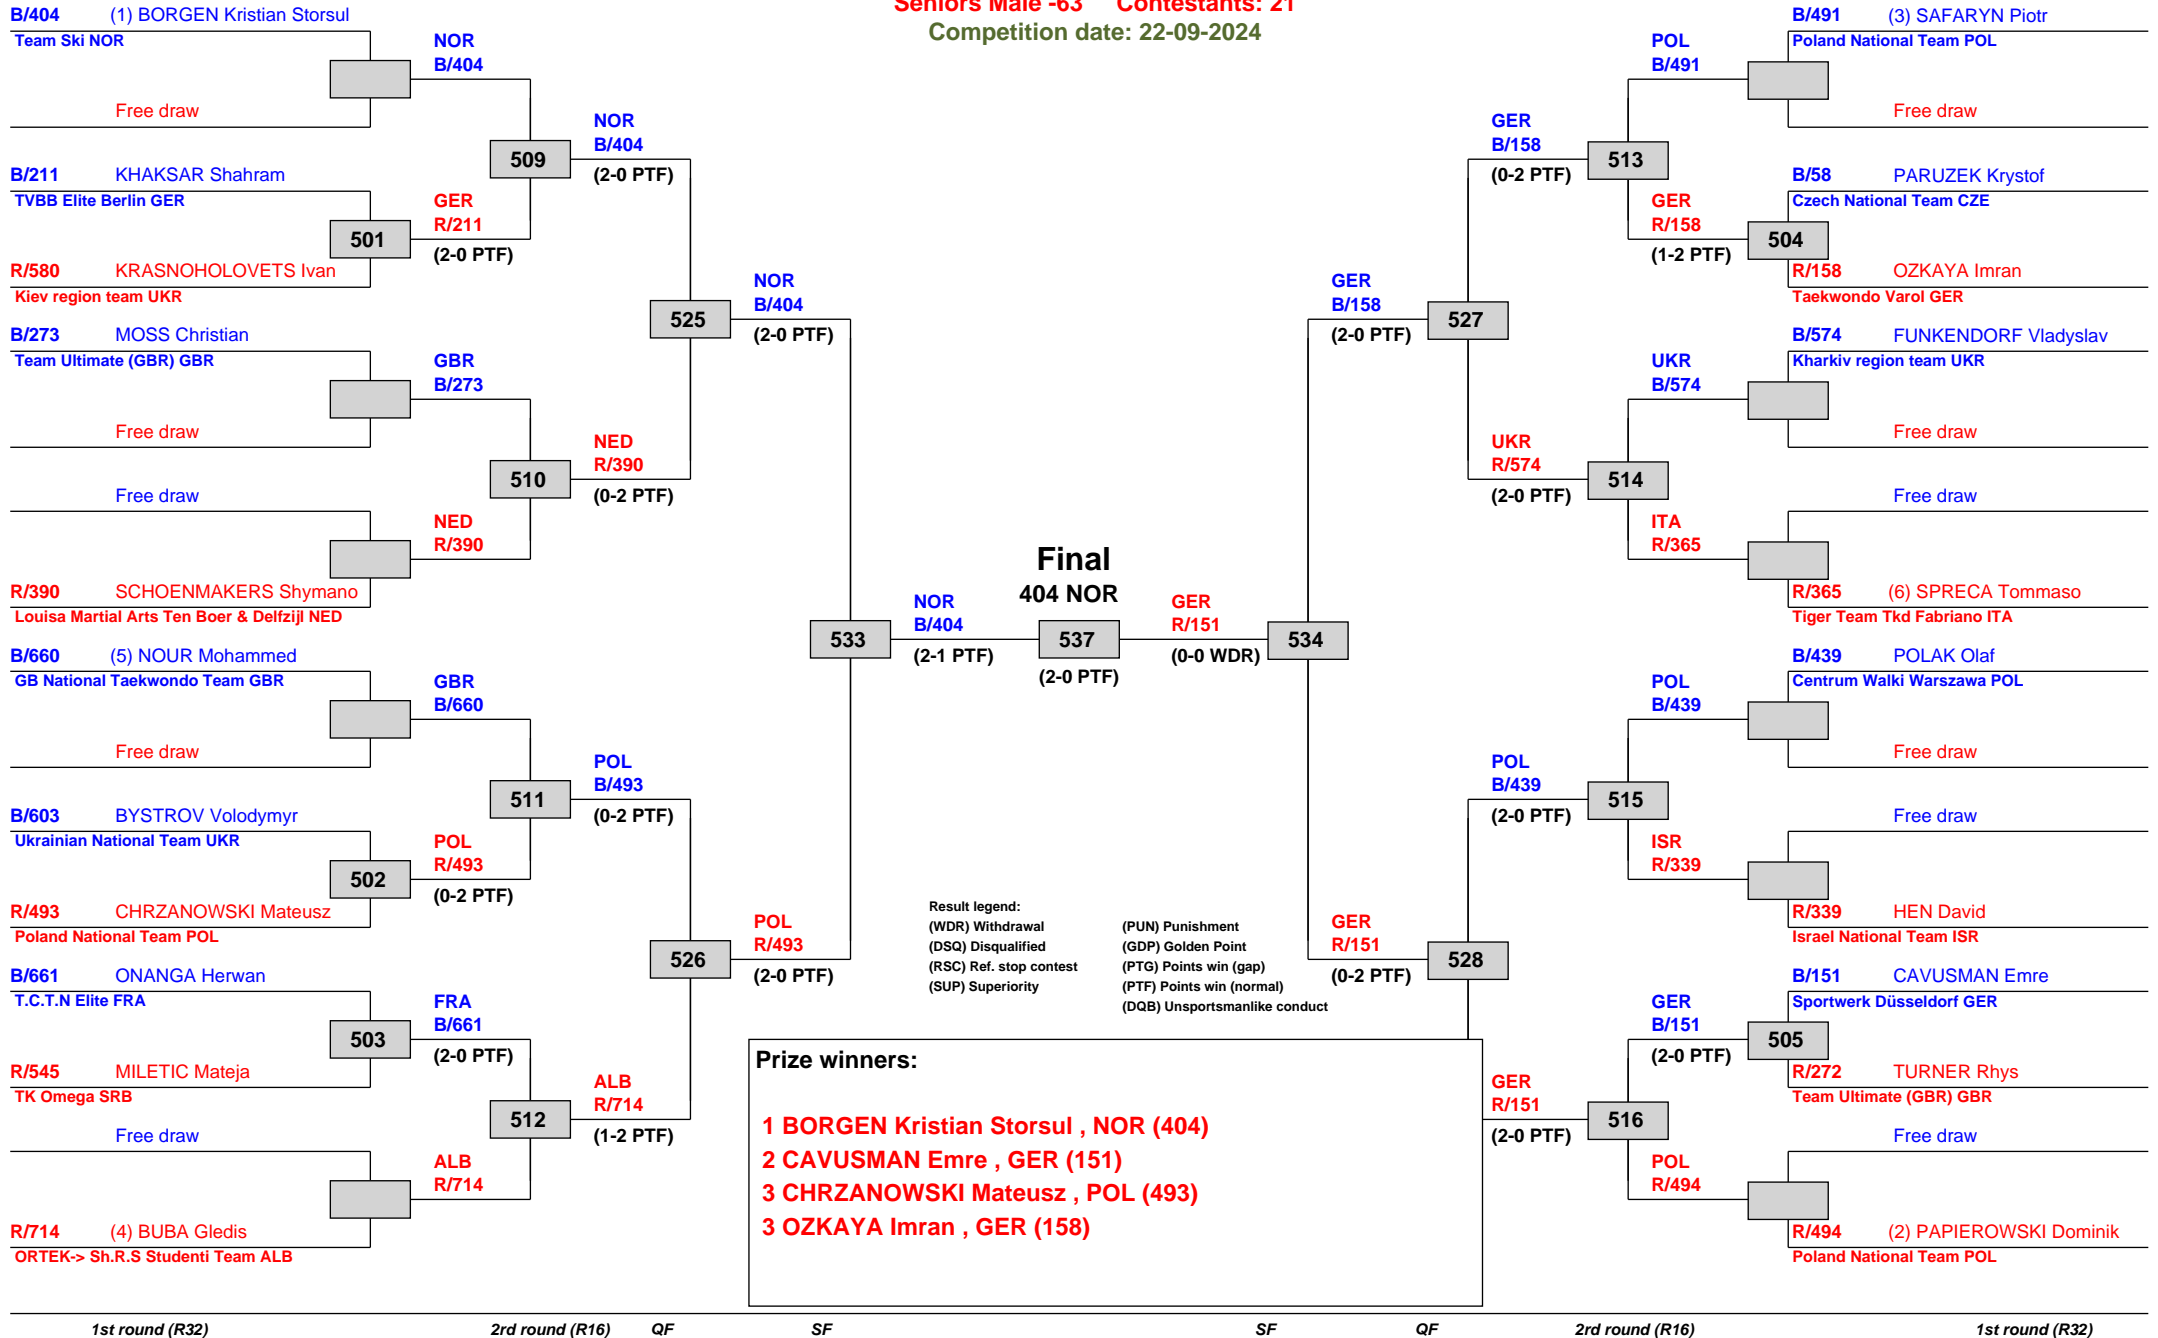 Seniors Male -63 Contestants: 21
Competition date: 22-09-2024
B/404 (1) BORGEN Kristian Storsul
Team Ski NOR
Free draw
B/211 KHAKSAR Shahram
TVBB Elite Berlin GER
R/580 KRASNOHOLOVETS Ivan
Kiev region team UKR
B/273 MOSS Christian
Team Ultimate (GBR) GBR
Free draw
Free draw
R/390 SCHOENMAKERS Shymano
Louisa Martial Arts Ten Boer & Delfzijl NED
B/660 (5) NOUR Mohammed
GB National Taekwondo Team GBR
Free draw
B/603 BYSTROV Volodymyr
Ukrainian National Team UKR
R/493 CHRZANOWSKI Mateusz
Poland National Team POL
B/661 ONANGA Herwan
T.C.T.N Elite FRA
R/545 MILETIC Mateja
TK Omega SRB
Free draw
R/714 (4) BUBA Gledis
ORTEK-> Sh.R.S Studenti Team ALB
501
502
503
NOR
B/404
GER
R/211
(2-0 PTF)
GBR
B/273
NED
R/390
GBR
B/660
POL
R/493
(0-2 PTF)
FRA
B/661
(2-0 PTF)
ALB
R/714
509
510
511
512
NOR
B/404
(2-0 PTF)
NED
R/390
(0-2 PTF)
POL
B/493
(0-2 PTF)
ALB
R/714
(1-2 PTF)
525
526
NOR
B/404
(2-0 PTF)
POL
R/493
(2-0 PTF)
533
NOR
B/404
(2-1 PTF)
Final
404 NOR
537
(2-0 PTF)
GER
R/151
(0-0 WDR)
534
GER
B/158
(2-0 PTF)
GER
R/151
(0-2 PTF)
527
528
GER
B/158
(0-2 PTF)
UKR
R/574
(2-0 PTF)
POL
B/439
(2-0 PTF)
GER
R/151
(2-0 PTF)
513
514
515
516
POL
B/491
GER
R/158
(1-2 PTF)
UKR
B/574
ITA
R/365
POL
B/439
ISR
R/339
GER
B/151
(2-0 PTF)
POL
R/494
504
505
B/491 (3) SAFARYN Piotr
Poland National Team POL
Free draw
B/58 PARUZEK Krystof
Czech National Team CZE
R/158 OZKAYA Imran
Taekwondo Varol GER
B/574 FUNKENDORF Vladyslav
Kharkiv region team UKR
Free draw
Free draw
R/365 (6) SPRECA Tommaso
Tiger Team Tkd Fabriano ITA
B/439 POLAK Olaf
Centrum Walki Warszawa POL
Free draw
Free draw
R/339 HEN David
Israel National Team ISR
B/151 CAVUSMAN Emre
Sportwerk Düsseldorf GER
R/272 TURNER Rhys
Team Ultimate (GBR) GBR
Free draw
R/494 (2) PAPIEROWSKI Dominik
Poland National Team POL
Result legend:
(WDR) Withdrawal (PUN) Punishment
(DSQ) Disqualified (GDP) Golden Point
(RSC) Ref. stop contest (PTG) Points win (gap)
(SUP) Superiority (PTF) Points win (normal)
(DQB) Unsportsmanlike conduct
Prize winners:
1 BORGEN Kristian Storsul , NOR (404)
2 CAVUSMAN Emre , GER (151)
3 CHRZANOWSKI Mateusz , POL (493)
3 OZKAYA Imran , GER (158)
1st round (R32) 2rd round (R16) QF SF SF QF 2rd round (R16) 1st round (R32)